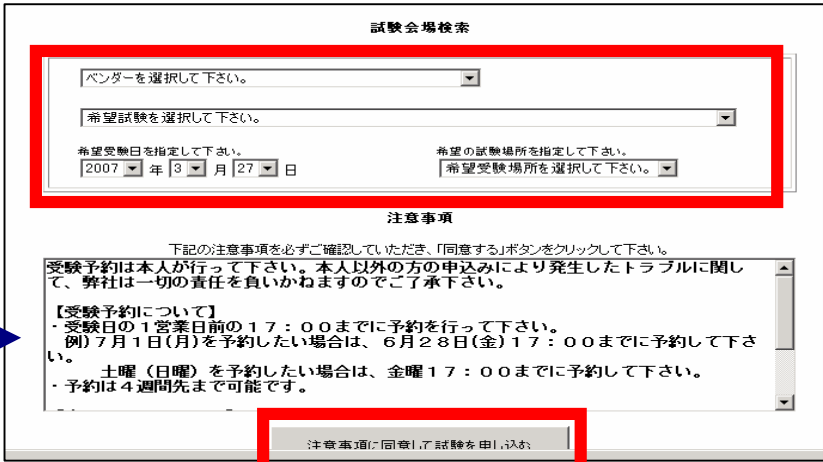 試験会場検索
ベンダーを選択して下さい。
希望試験を選択して下さい。
希望受験日を指定して下さい。
希望の試験場所を指定して下さい。
2007 年 3 月 27 日
希望受験場所を選択して下さい。
注意事項
下記の注意事項を必ずご確認していただき、「同意する」ボタンをクリックして下さい。
受験予約は本人が行って下さい。本人以外の方の申込みにより発生したトラブルに関し
て、弊社は一切の責任を負いかねますのでご了承下さい。
【受験予約について】
・受験日の1営業日前の17:00までに予約を行って下さい。
例)7月1日(月)を予約したい場合は、6月28日(金)17:00までに予約して下さ
い。
土曜(日曜)を予約したい場合は、金曜17:00までに予約して下さい。
・予約は4週間先まで可能です。
注意事項に同意して試験を申し込む